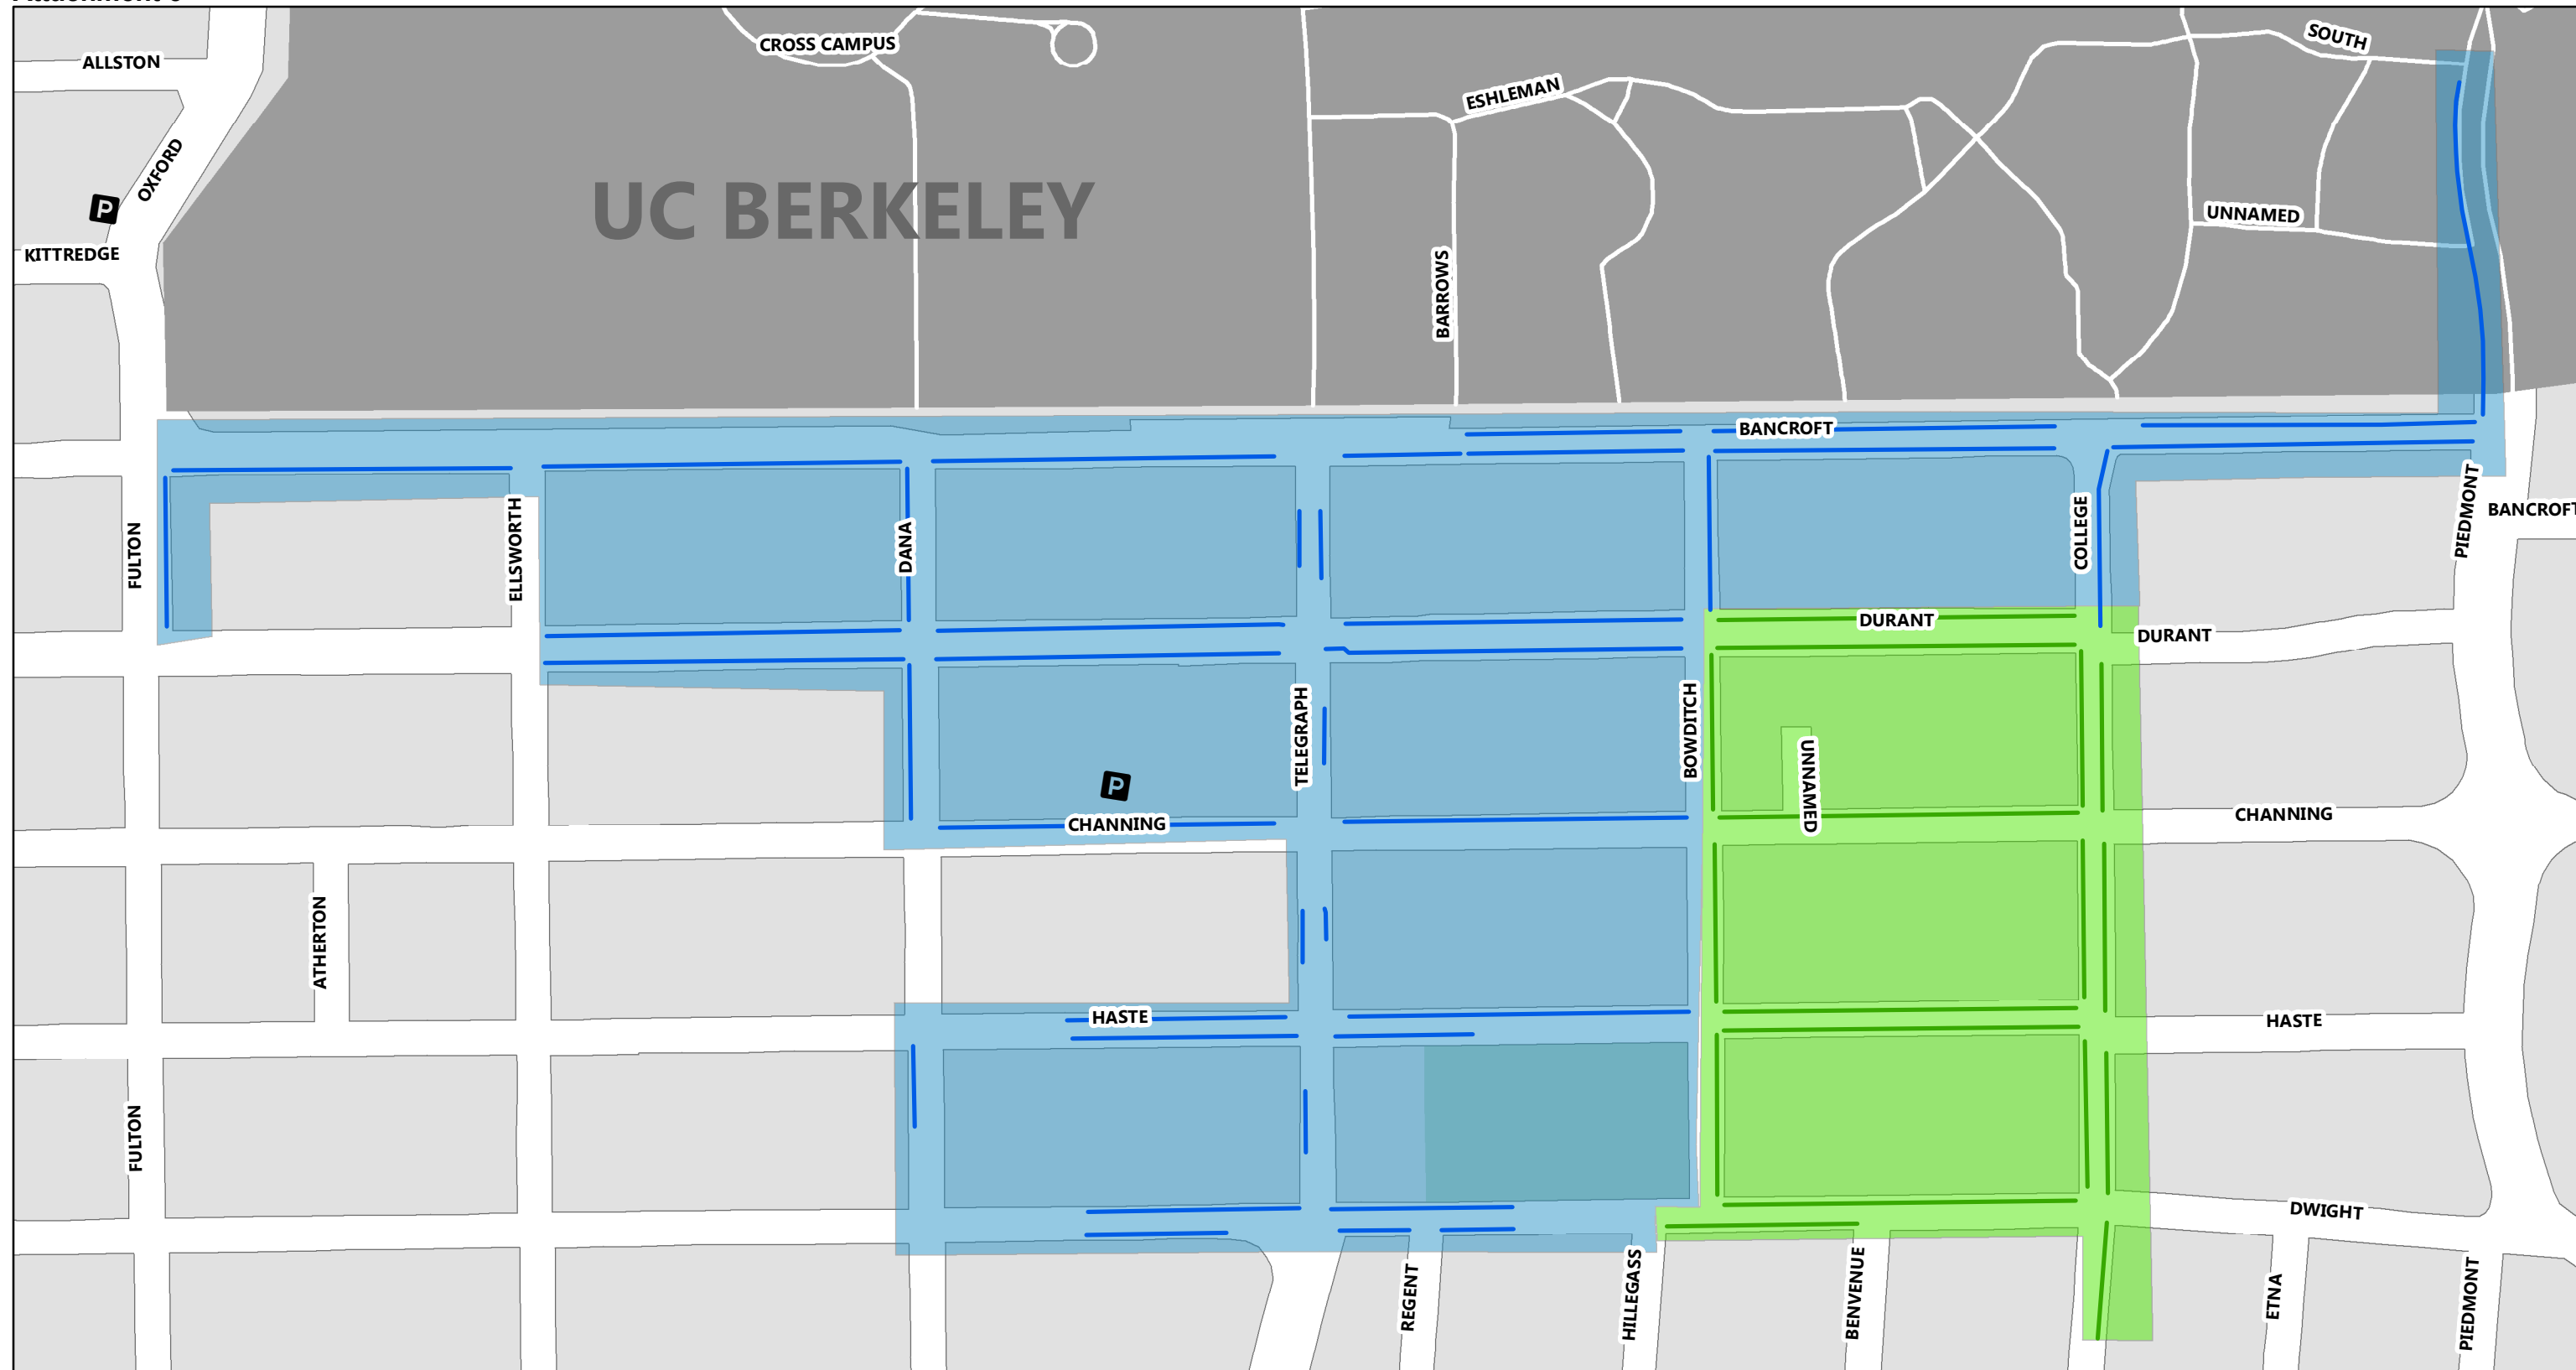 ALLSTON
CROSS CAMPUS
SOUTH
ESHLEMAN
OXFORD
P
UC BERKELEY
UNNAMED
KITTREDGE
BARROWS
BANCROFT
PIEDMONT
BANCROFT
FULTON
ELLSWORTH
DANA
COLLEGE
DURANT
DURANT
TELEGRAPH
BOWDITCH
UNNAMED
P
CHANNING
CHANNING
ATHERTON
HASTE
HASTE
FULTON
DWIGHT
REGENT
HILLEGASS
BENVENUE
ETNA
PIEDMONT